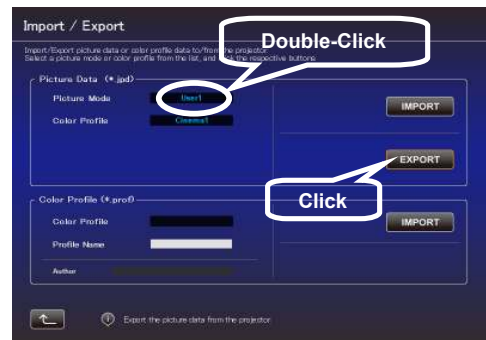 Import / Export
Double-Click
Import/Export picture data or color profile data to/from the projector.
Select a picture mode or color profile from the list, and click the respective buttons
Picture Data (*.jpd)
Picture Mode User1 IMPORT
Color Profile Cinema1
EXPORT
Color Profile (*.prof) Click
Color Profile IMPORT
Profile Name
Author
Export the picture data from the projector